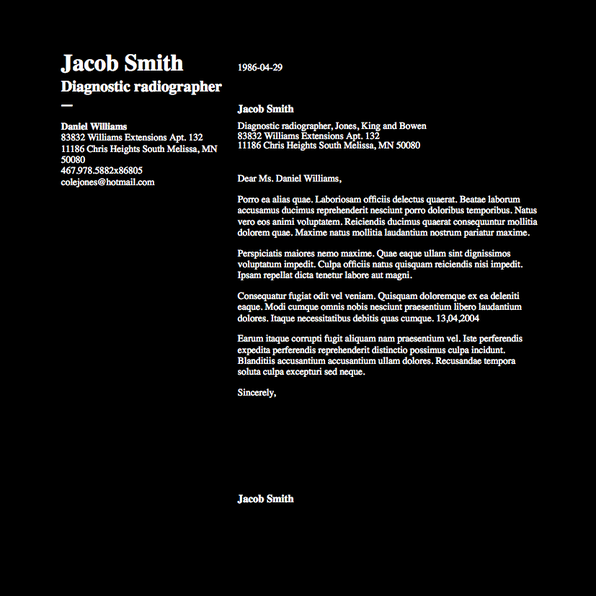 Jacob Smith
Diagnostic radiographer
Daniel Williams
83832 Williams Extensions Apt. 132
11186 Chris Heights South Melissa, MN
50080
467.978.5882x86805
colejones@hotmail.com
1986-04-29
Jacob Smith
Diagnostic radiographer, Jones, King and Bowen
83832 Williams Extensions Apt. 132
11186 Chris Heights South Melissa, MN 50080
Dear Ms. Daniel Williams,
Porro ea alias quae. Laboriosam officiis delectus quaerat. Beatae laborum
accusamus ducimus reprehenderit nesciunt porro doloribus temporibus. Natus
vero eos animi voluptatem. Reiciendis ducimus quaerat consequuntur mollitia
dolorem quae. Maxime natus mollitia laudantium nostrum pariatur maxime.
Perspiciatis maiores nemo maxime. Quae eaque ullam sint dignissimos
voluptatum impedit. Culpa officiis natus quisquam reiciendis nisi impedit.
Ipsam repellat dicta tenetur labore aut magni.
Consequatur fugiat odit vel veniam. Quisquam doloremque ex ea deleniti
eaque. Modi cumque omnis nobis nesciunt praesentium libero laudantium
dolores. Itaque necessitatibus debitis quas cumque. 13,04,2004
Earum itaque corrupti fugit aliquam nam praesentium vel. Iste perferendis
expedita perferendis reprehenderit distinctio possimus culpa incidunt.
Blanditiis accusantium accusantium ullam dolores. Recusandae tempora
soluta culpa excepturi sed neque.
Sincerely,
Jacob Smith